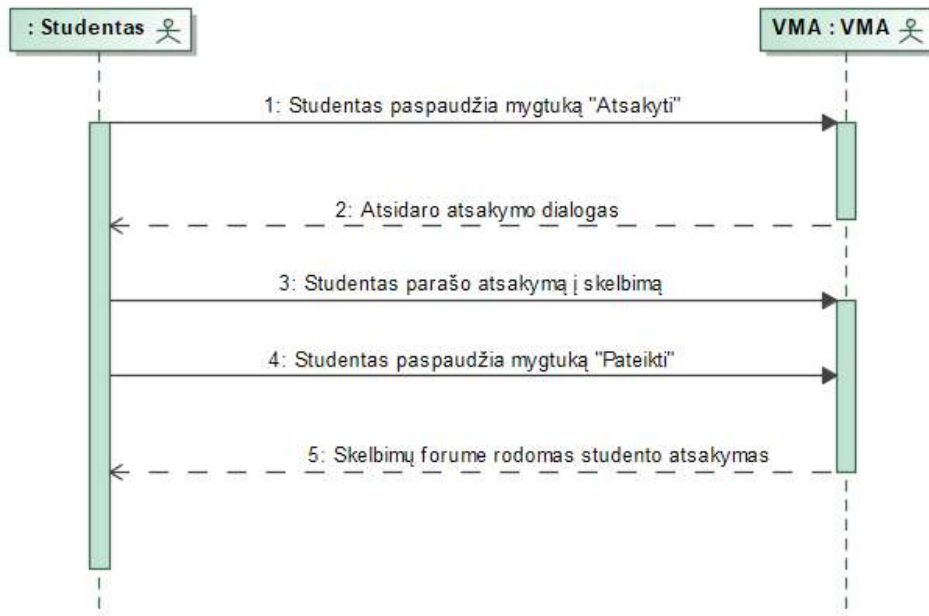 : Studentas
VMA : VMA
1: Studentas paspaudžia mygtuką "Atsakyti"
2: Atsidaro atsakymo dialogas
3: Studentas parašo atsakymą į skelbimą
4: Studentas paspaudžia mygtuką "Pateikti"
5: Skelbimų forume rodomas studento atsakymas